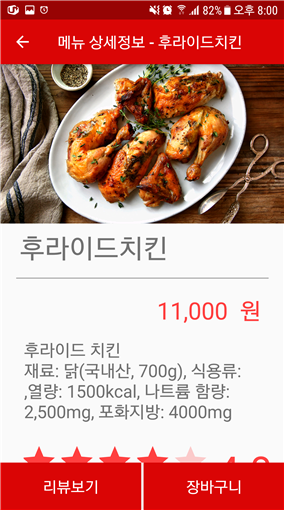 82% 오후 8:00
메뉴 상세정보 - 후라이드치킨
후라이드치킨
11,000 원
후라이드 치킨
재료: 닭(국내산, 700g), 식용류:
,열량: 1500kcal, 나트륨 함량:
2,500mg, 포화지방: 4000mg
리뷰보기 장바구니